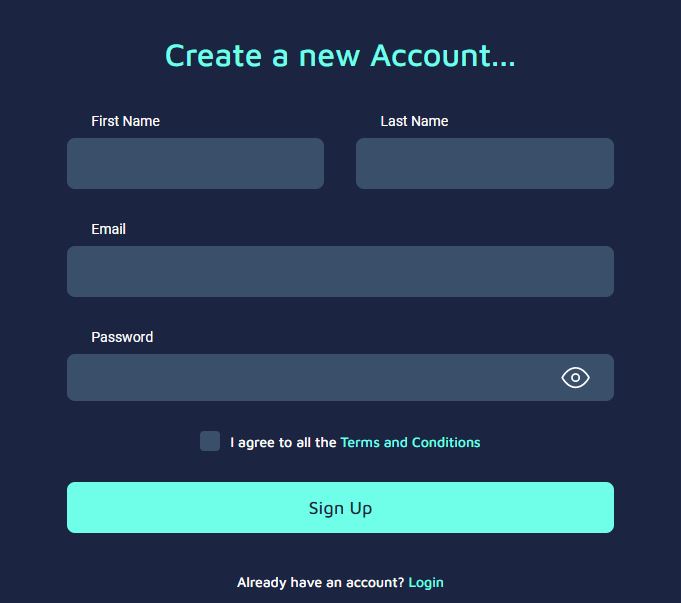 Create a new Account...
First Name Last Name
Email
Password
I agree to all the Terms and Conditions
Sign Up
Already have an account? Login